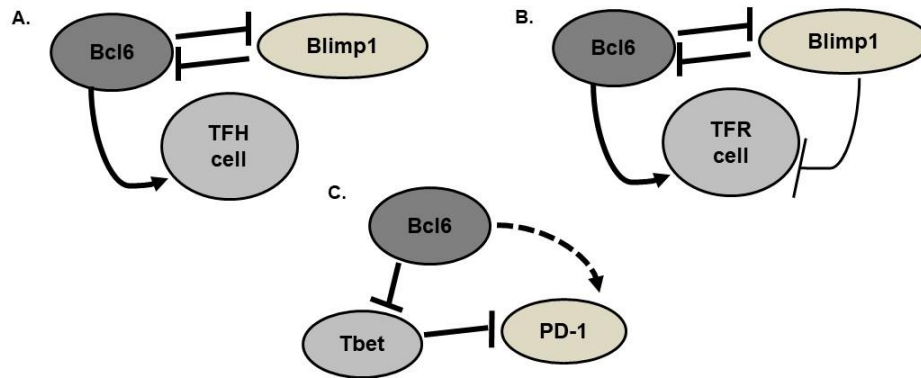 A.
Bcl6
Blimp1
TFH
cell
B.
Bcl6
Blimp1
TFR
cell
C.
Bcl6
Tbet
PD-1